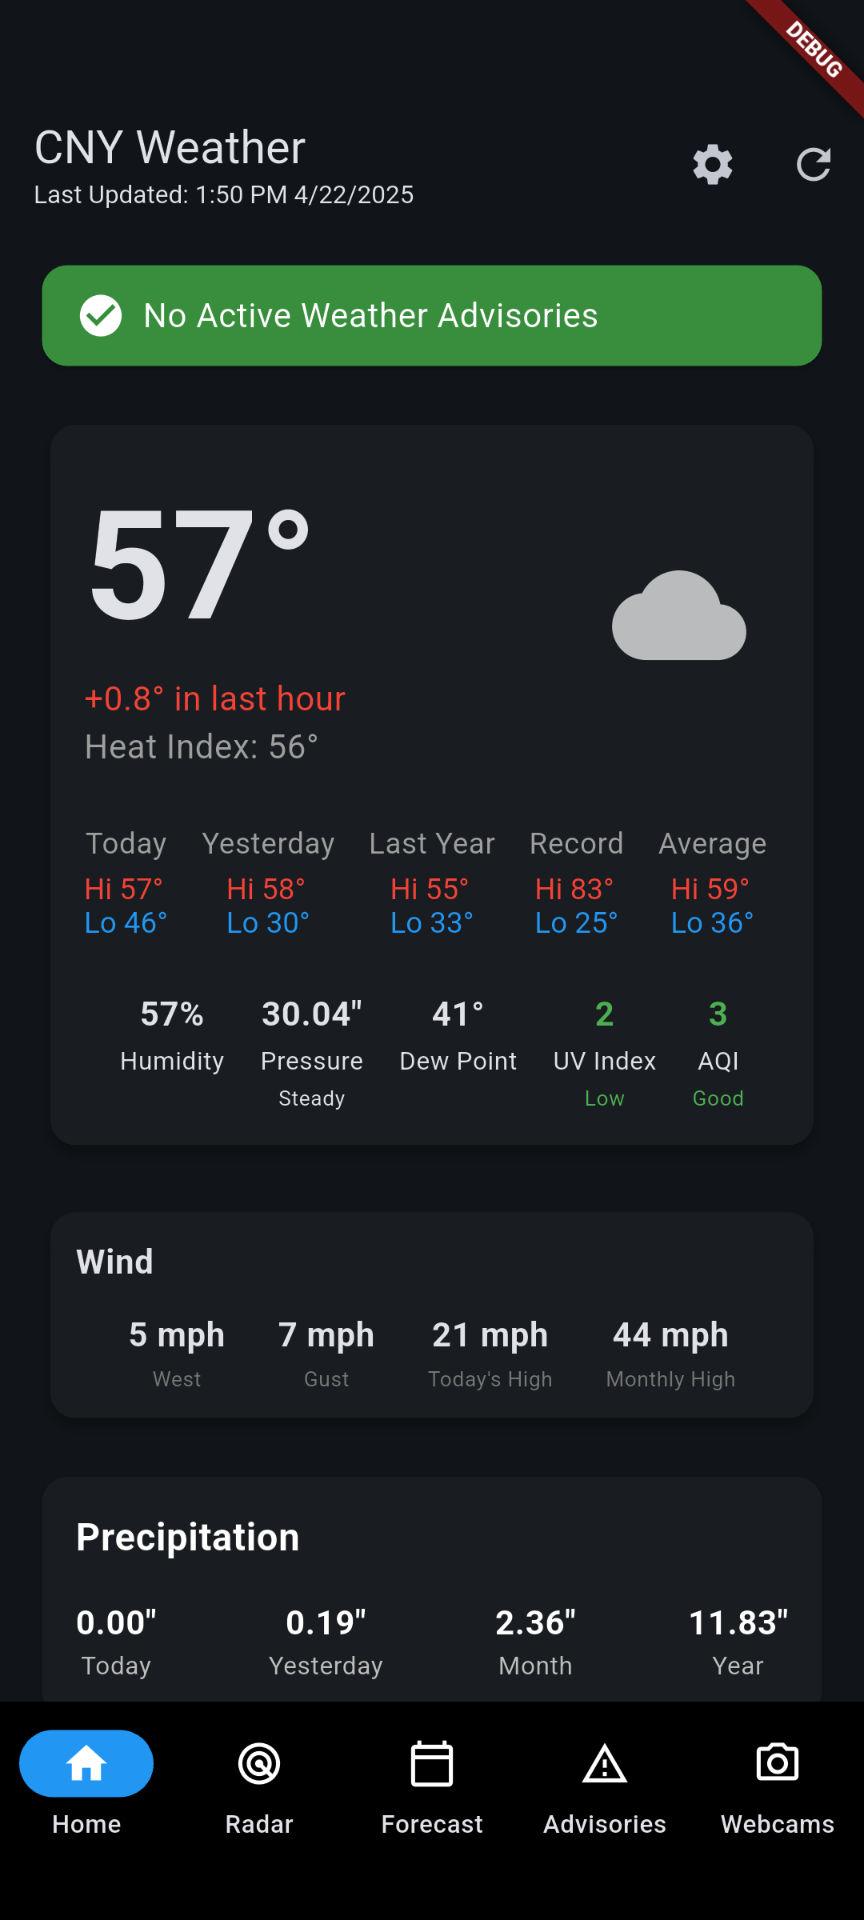 DEBUG
CNY Weather
Last Updated: 1:50 PM 4/22/2025
No Active Weather Advisories
57°
+0.8° in last hour
Heat Index: 56°
Today Yesterday Last Year Record Average
Hi 57° Hi 58° Hi 55° Hi 83° Hi 59°
Lo 46° Lo 30° Lo 33° Lo 25° Lo 36°
57% 30.04" 41° 2 3
Humidity Pressure Dew Point UV Index AQI
Steady Low Good
Wind
5 mph 7 mph 21 mph 44 mph
West Gust Today's High Monthly High
Precipitation
0.00" 0.19" 2.36" 11.83"
Today Yesterday Month Year
Home Radar Forecast Advisories Webcams